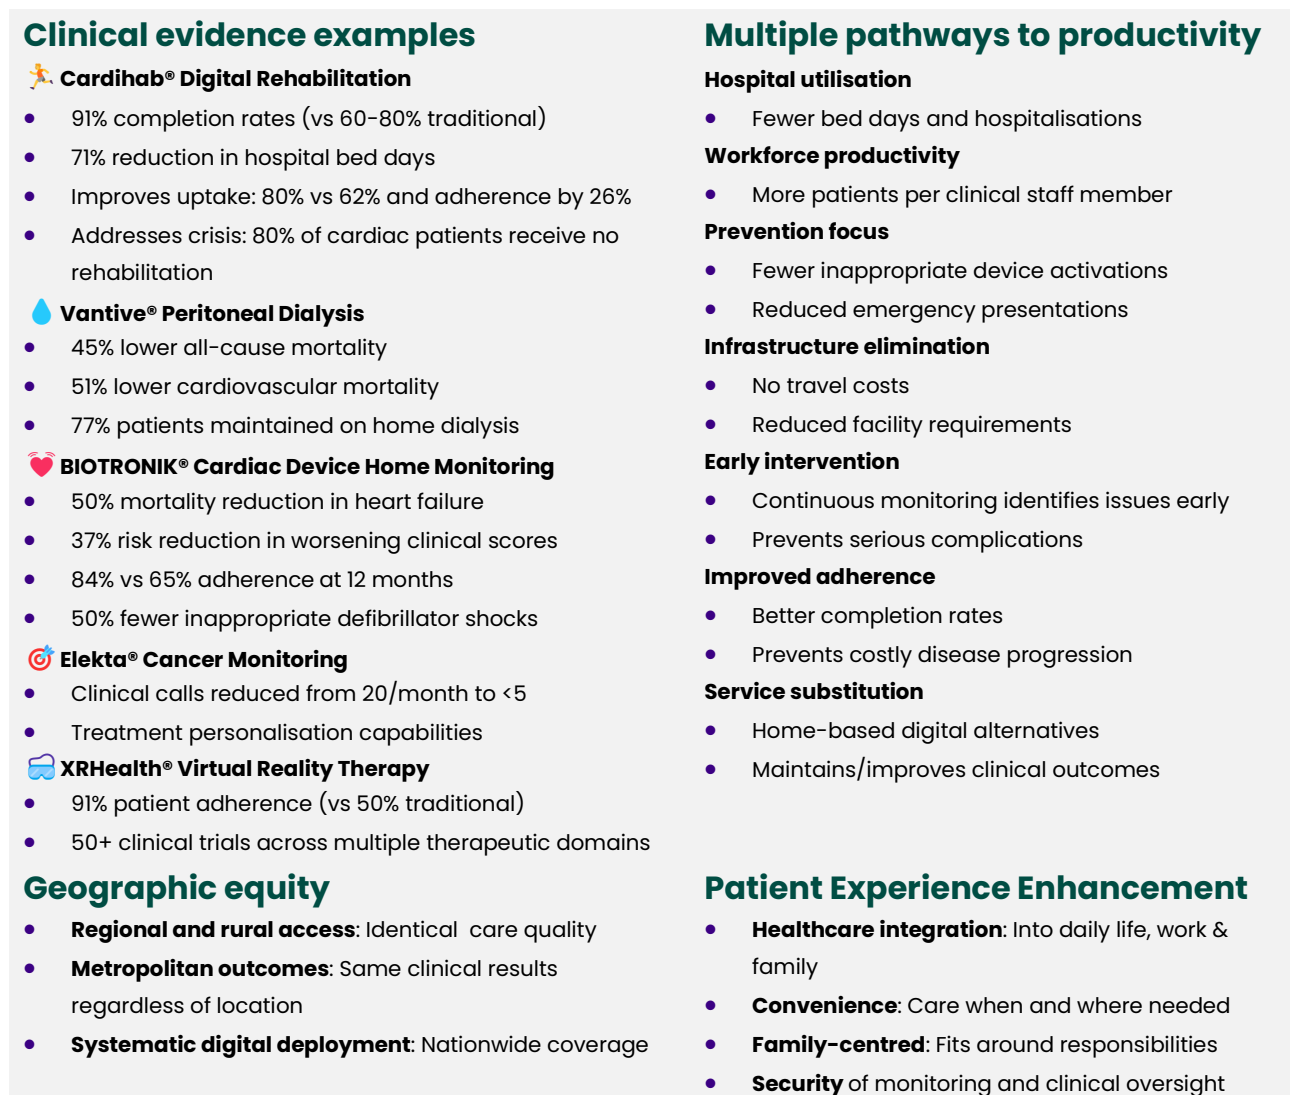 Clinical evidence examples
Cardihab® Digital Rehabilitation
• 91% completion rates (vs 60-80% traditional)
• 71% reduction in hospital bed days
• Improves uptake: 80% vs 62% and adherence by 26%
• Addresses crisis: 80% of cardiac patients receive no
rehabilitation
Vantive® Peritoneal Dialysis
• 45% lower all-cause mortality
• 51% lower cardiovascular mortality
• 77% patients maintained on home dialysis
BIOTRONIK® Cardiac Device Home Monitoring
• 50% mortality reduction in heart failure
• 37% risk reduction in worsening clinical scores
• 84% vs 65% adherence at 12 months
• 50% fewer inappropriate defibrillator shocks
Elekta® Cancer Monitoring
• Clinical calls reduced from 20/month to <5
• Treatment personalisation capabilities
XRHealth® Virtual Reality Therapy
• 91% patient adherence (vs 50% traditional)
• 50+ clinical trials across multiple therapeutic domains
Multiple pathways to productivity
Hospital utilisation
• Fewer bed days and hospitalisations
Workforce productivity
• More patients per clinical staff member
Prevention focus
• Fewer inappropriate device activations
• Reduced emergency presentations
Infrastructure elimination
• No travel costs
• Reduced facility requirements
Early intervention
• Continuous monitoring identifies issues early
• Prevents serious complications
Improved adherence
• Better completion rates
• Prevents costly disease progression
Service substitution
• Home-based digital alternatives
• Maintains/improves clinical outcomes
Geographic equity
• Regional and rural access: Identical  care quality
• Metropolitan outcomes: Same clinical results
regardless of location
• Systematic digital deployment: Nationwide coverage
Patient Experience Enhancement
• Healthcare integration: Into daily life, work &
family
• Convenience: Care when and where needed
• Family-centred: Fits around responsibilities
• Security of monitoring and clinical oversight